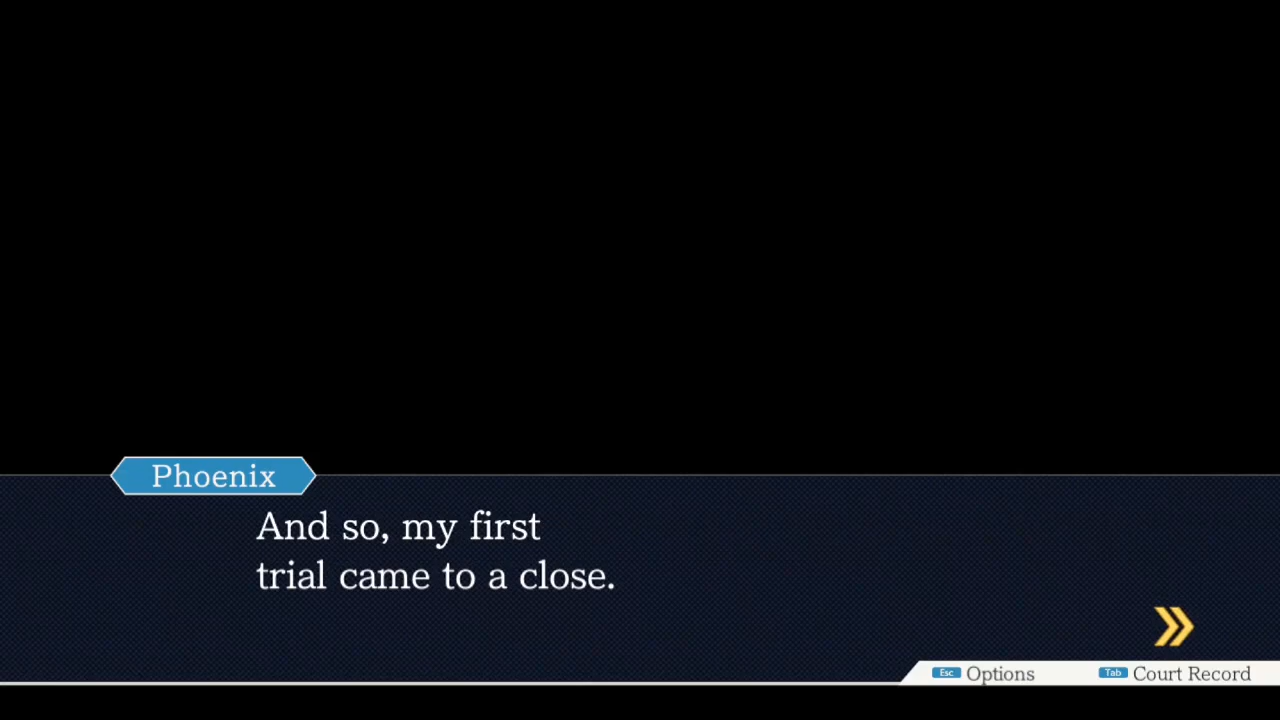 Phoenix
And so, my first
trial came to a close.
Esc Options Tab Court Record